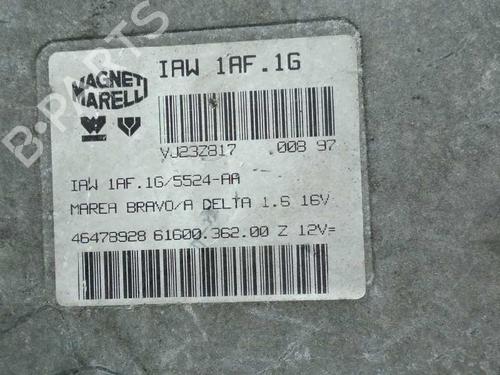 MAGNETI MARELLI
IAW 1AF.1G
VJ23Z817 008 97
IAW 1AF.1G/5524-AA
MAREA BRAVO/A DELTA 1.6 16V
46478928 61600.362.00 Z 12V=
B-PARTS